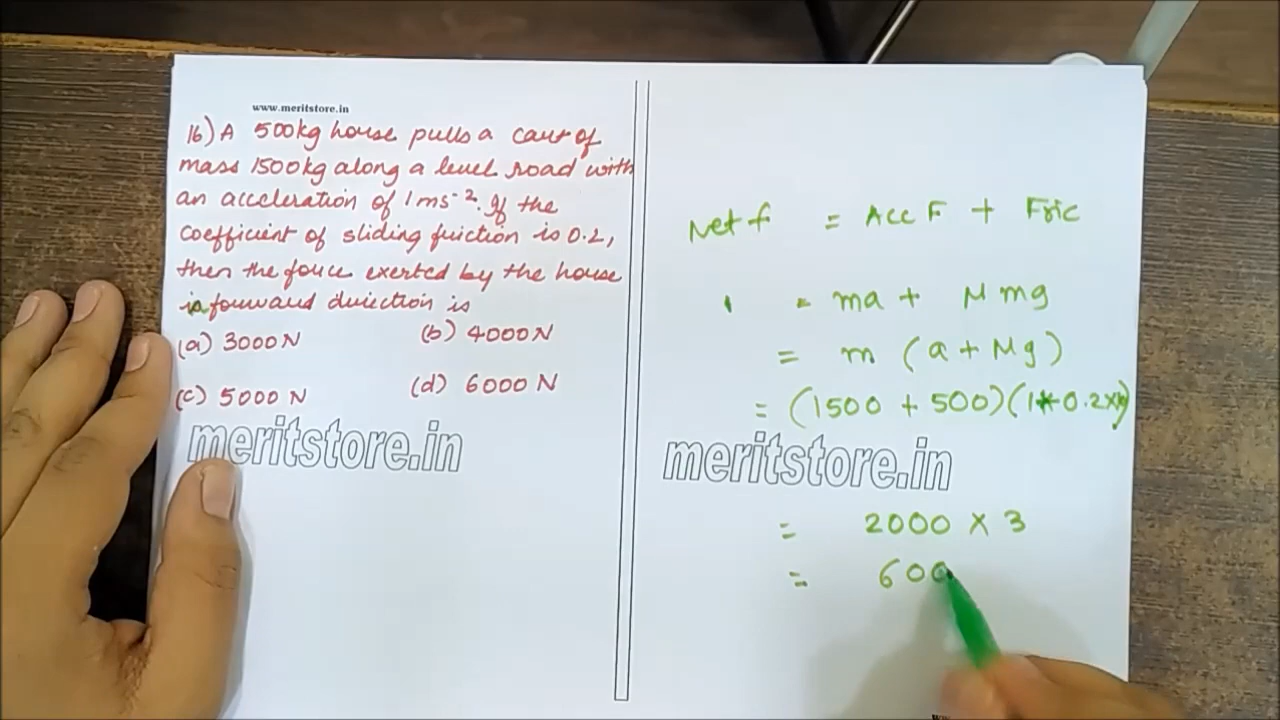 www.meritstore.in
16) A 500kg horse pulls a cart of
mass 1500kg along a level road with
an acceleration of 1ms⁻². If the
coefficient of sliding friction is 0.2,
then the force exerted by the horse
in forward direction is
(a) 3000N (b) 4000N
(c) 5000 N (d) 6000 N
meritstore.in
Net f = Acc F + Fric
= ma + μmg
= m (a + μg)
= (1500 + 500)(1+0.2×10)
meritstore.in
= 2000 × 3
= 600